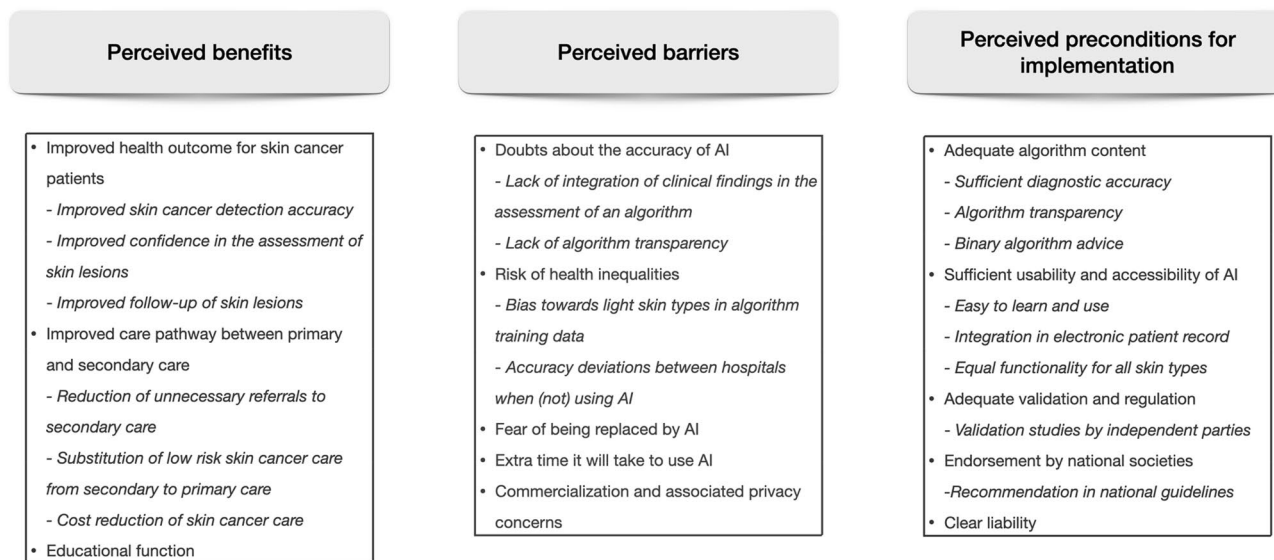 Perceived benefits
• Improved health outcome for skin cancer
patients
- Improved skin cancer detection accuracy
- Improved confidence in the assessment of
skin lesions
- Improved follow-up of skin lesions
• Improved care pathway between primary
and secondary care
- Reduction of unnecessary referrals to
secondary care
- Substitution of low risk skin cancer care
from secondary to primary care
- Cost reduction of skin cancer care
• Educational function
Perceived barriers
• Doubts about the accuracy of AI
- Lack of integration of clinical findings in the
assessment of an algorithm
- Lack of algorithm transparency
• Risk of health inequalities
- Bias towards light skin types in algorithm
training data
- Accuracy deviations between hospitals
when (not) using AI
• Fear of being replaced by AI
• Extra time it will take to use AI
• Commercialization and associated privacy
concerns
Perceived preconditions for
implementation
• Adequate algorithm content
- Sufficient diagnostic accuracy
- Algorithm transparency
- Binary algorithm advice
• Sufficient usability and accessibility of AI
- Easy to learn and use
- Integration in electronic patient record
- Equal functionality for all skin types
• Adequate validation and regulation
- Validation studies by independent parties
• Endorsement by national societies
-Recommendation in national guidelines
• Clear liability